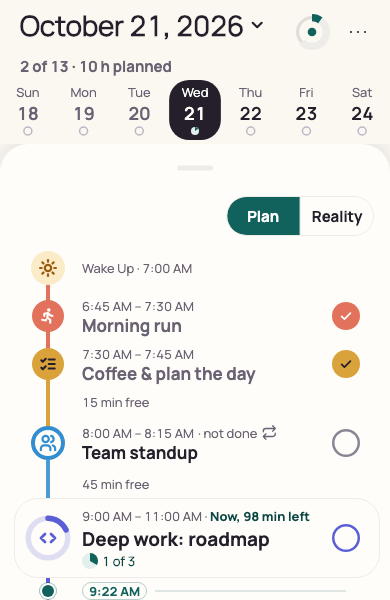 October 21, 2026
2 of 13 · 10 h planned
Sun Mon Tue Wed Thu Fri Sat
18 19 20 21 22 23 24
Plan Reality
Wake Up · 7:00 AM
6:45 AM – 7:30 AM
Morning run
7:30 AM – 7:45 AM
Coffee & plan the day
15 min free
8:00 AM – 8:15 AM · not done
Team standup
45 min free
9:00 AM – 11:00 AM · Now, 98 min left
Deep work: roadmap
1 of 3
9:22 AM